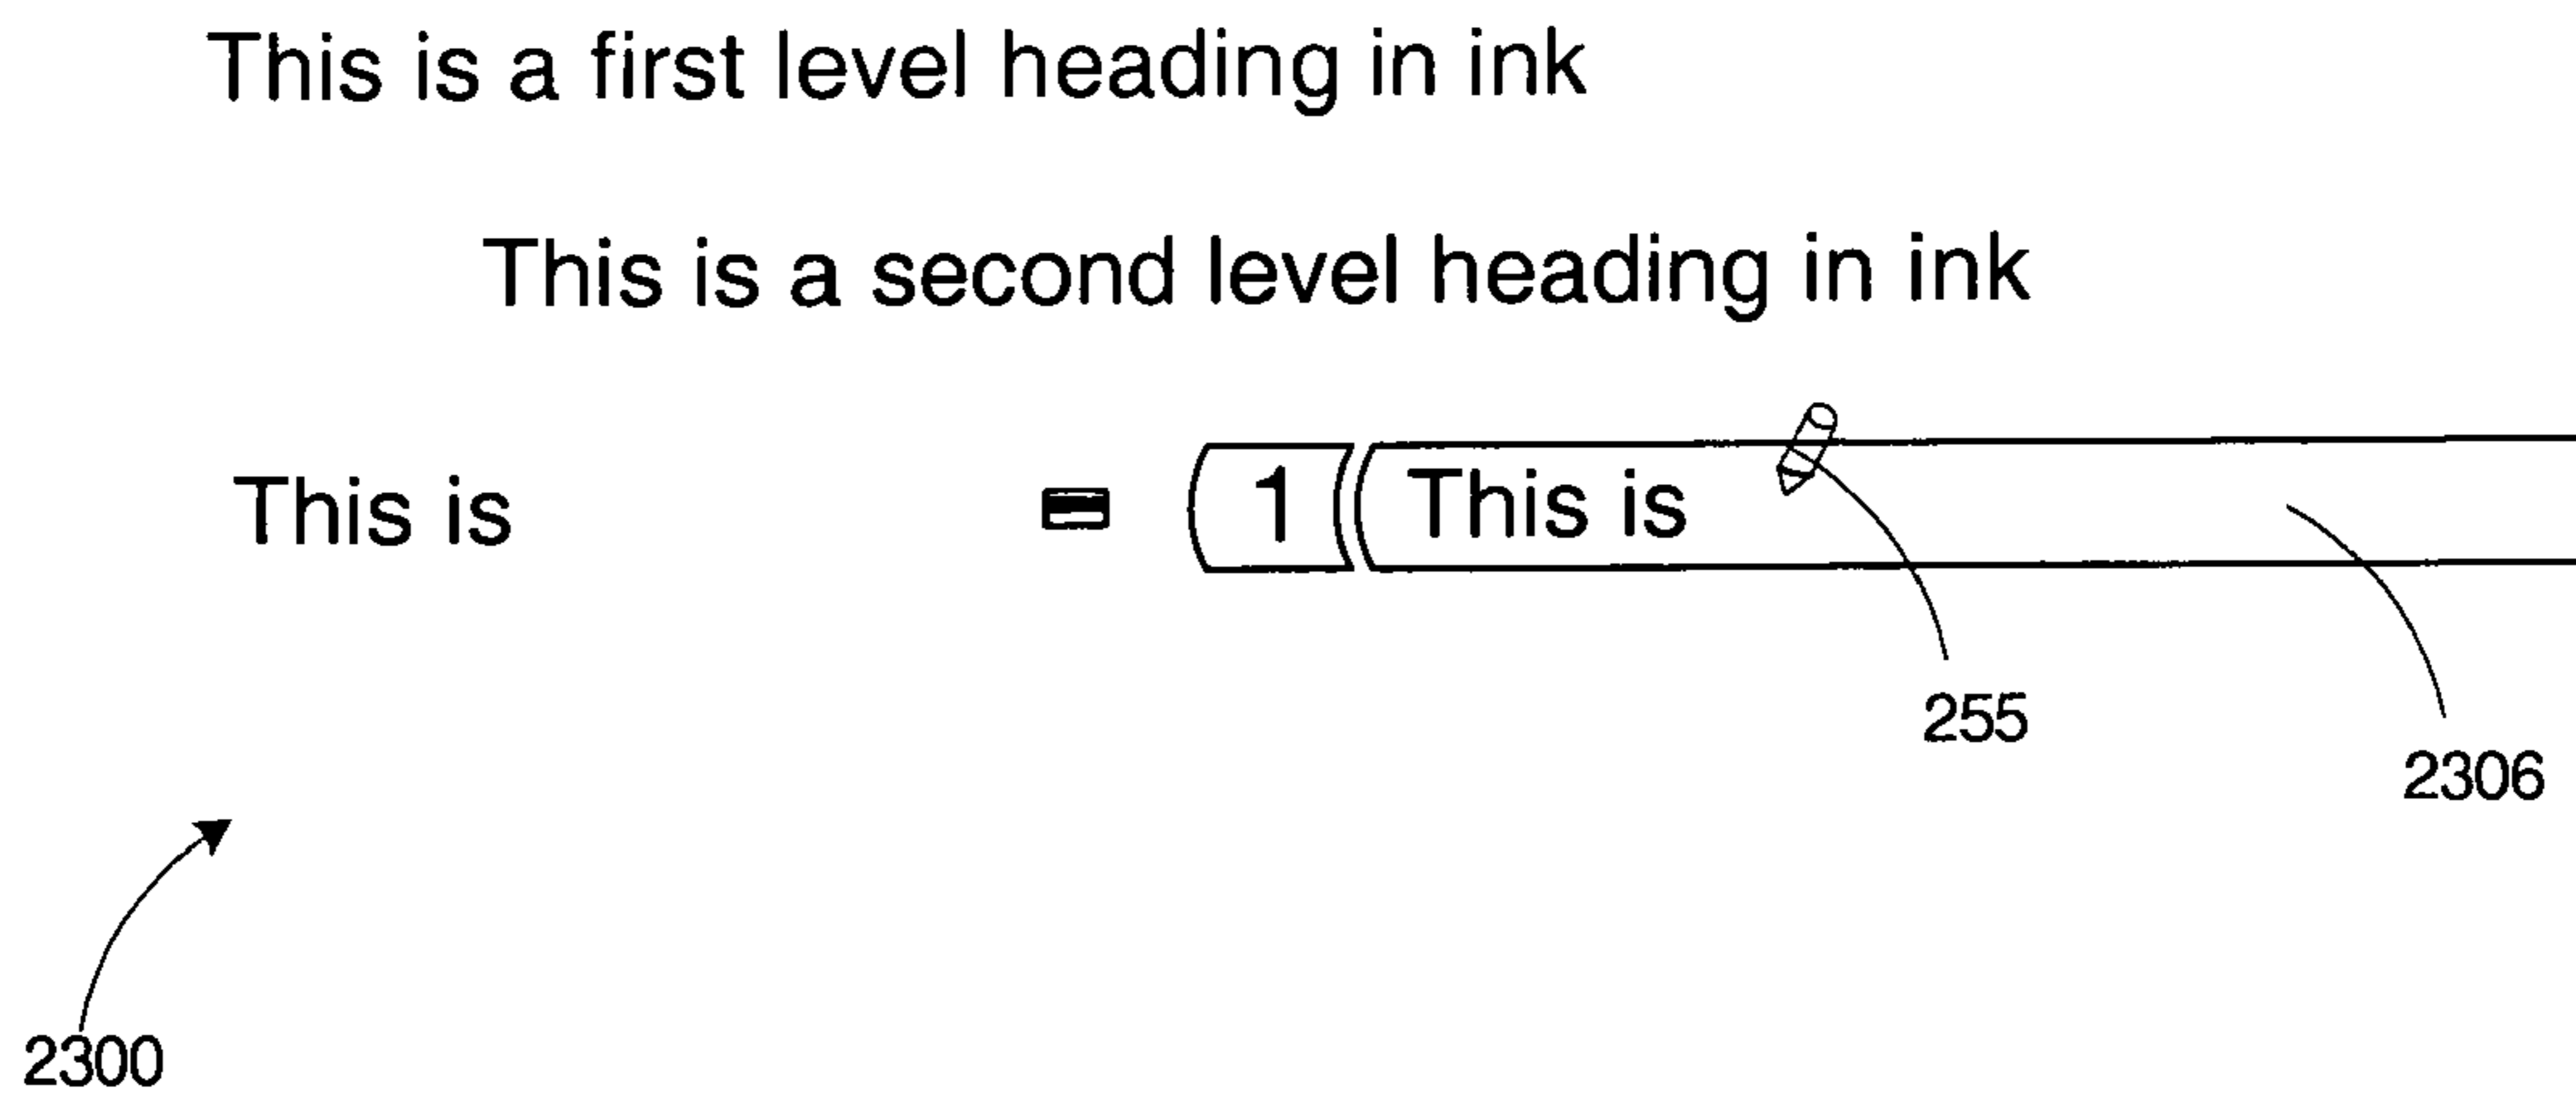 This is a first level heading in ink
This is a second level heading in ink
This is = 1 This is
255
2306
2300